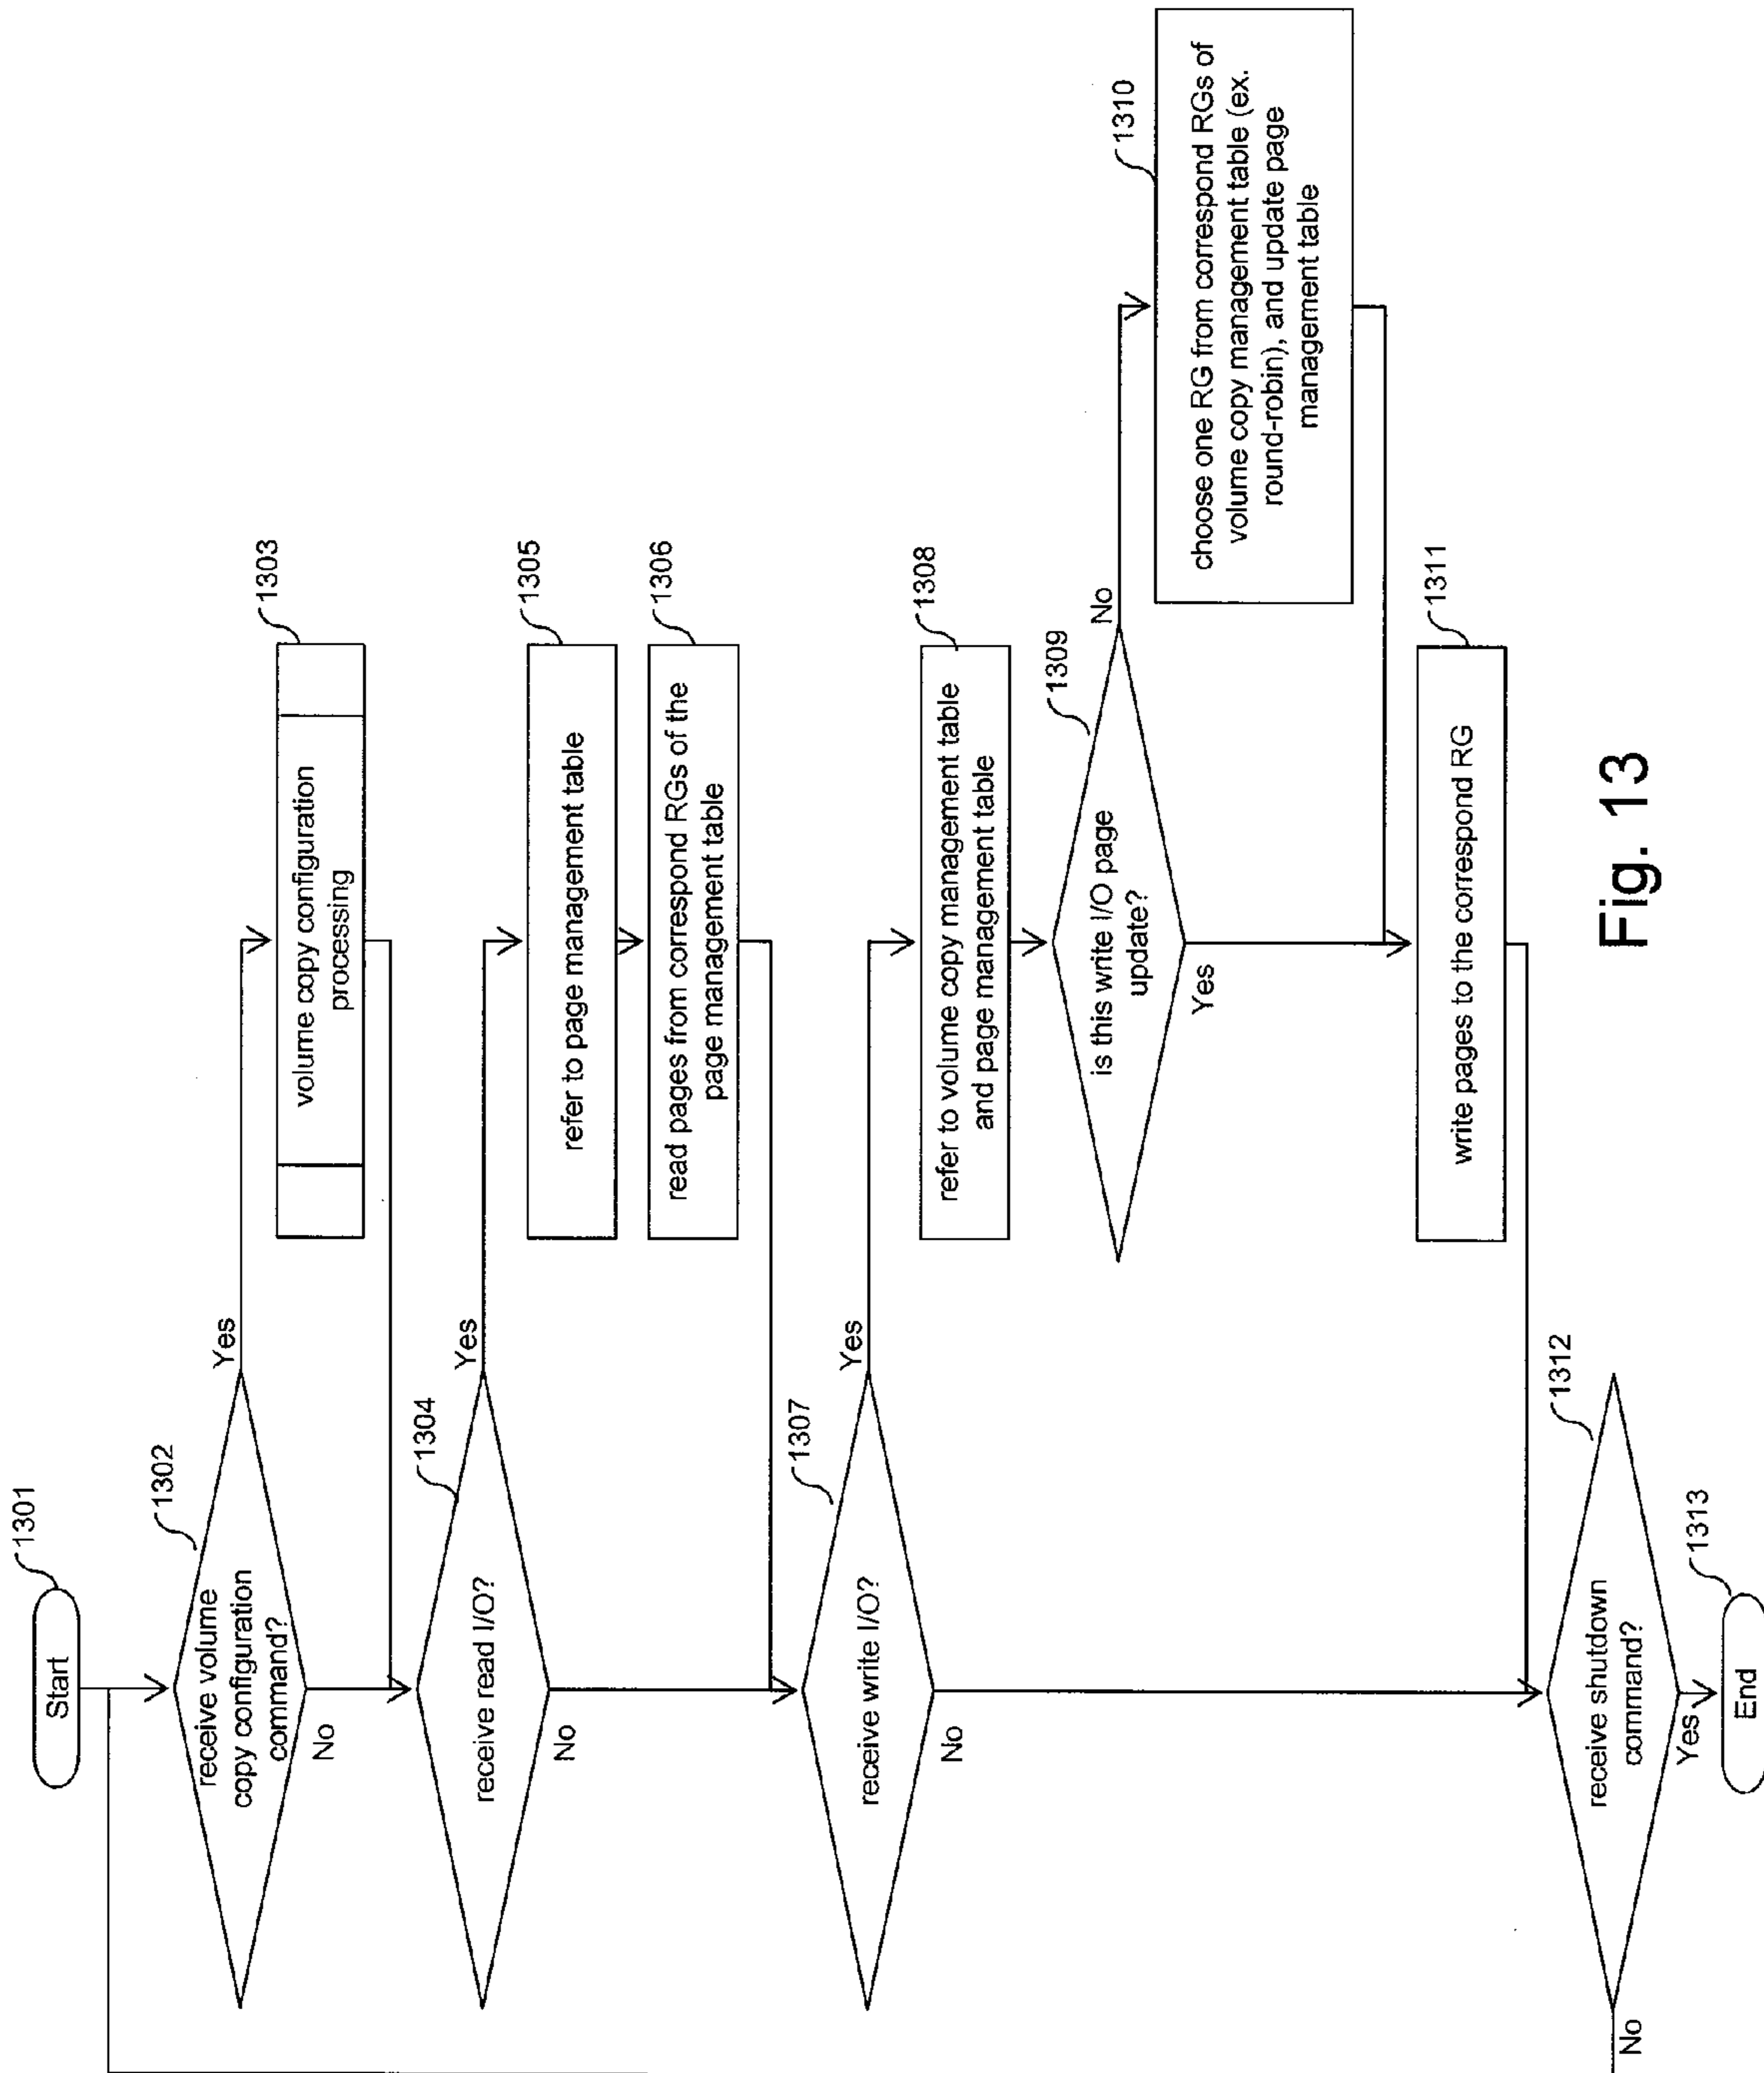 1301
Start
1302
receive volume
copy configuration
command?
Yes
No
1303
volume copy configuration
processing
1304
receive read I/O?
Yes
No
1305
refer to page management table
1306
read pages from correspond RGs of the
page management table
1307
receive write I/O?
Yes
No
1308
refer to volume copy management table
and page management table
1309
is this write I/O page
update?
No
Yes
1310
choose one RG from correspond RGs of
volume copy management table (ex.
round-robin), and update page
management table
1311
write pages to the correspond RG
1312
receive shutdown
command?
No
Yes
1313
End
Fig. 13